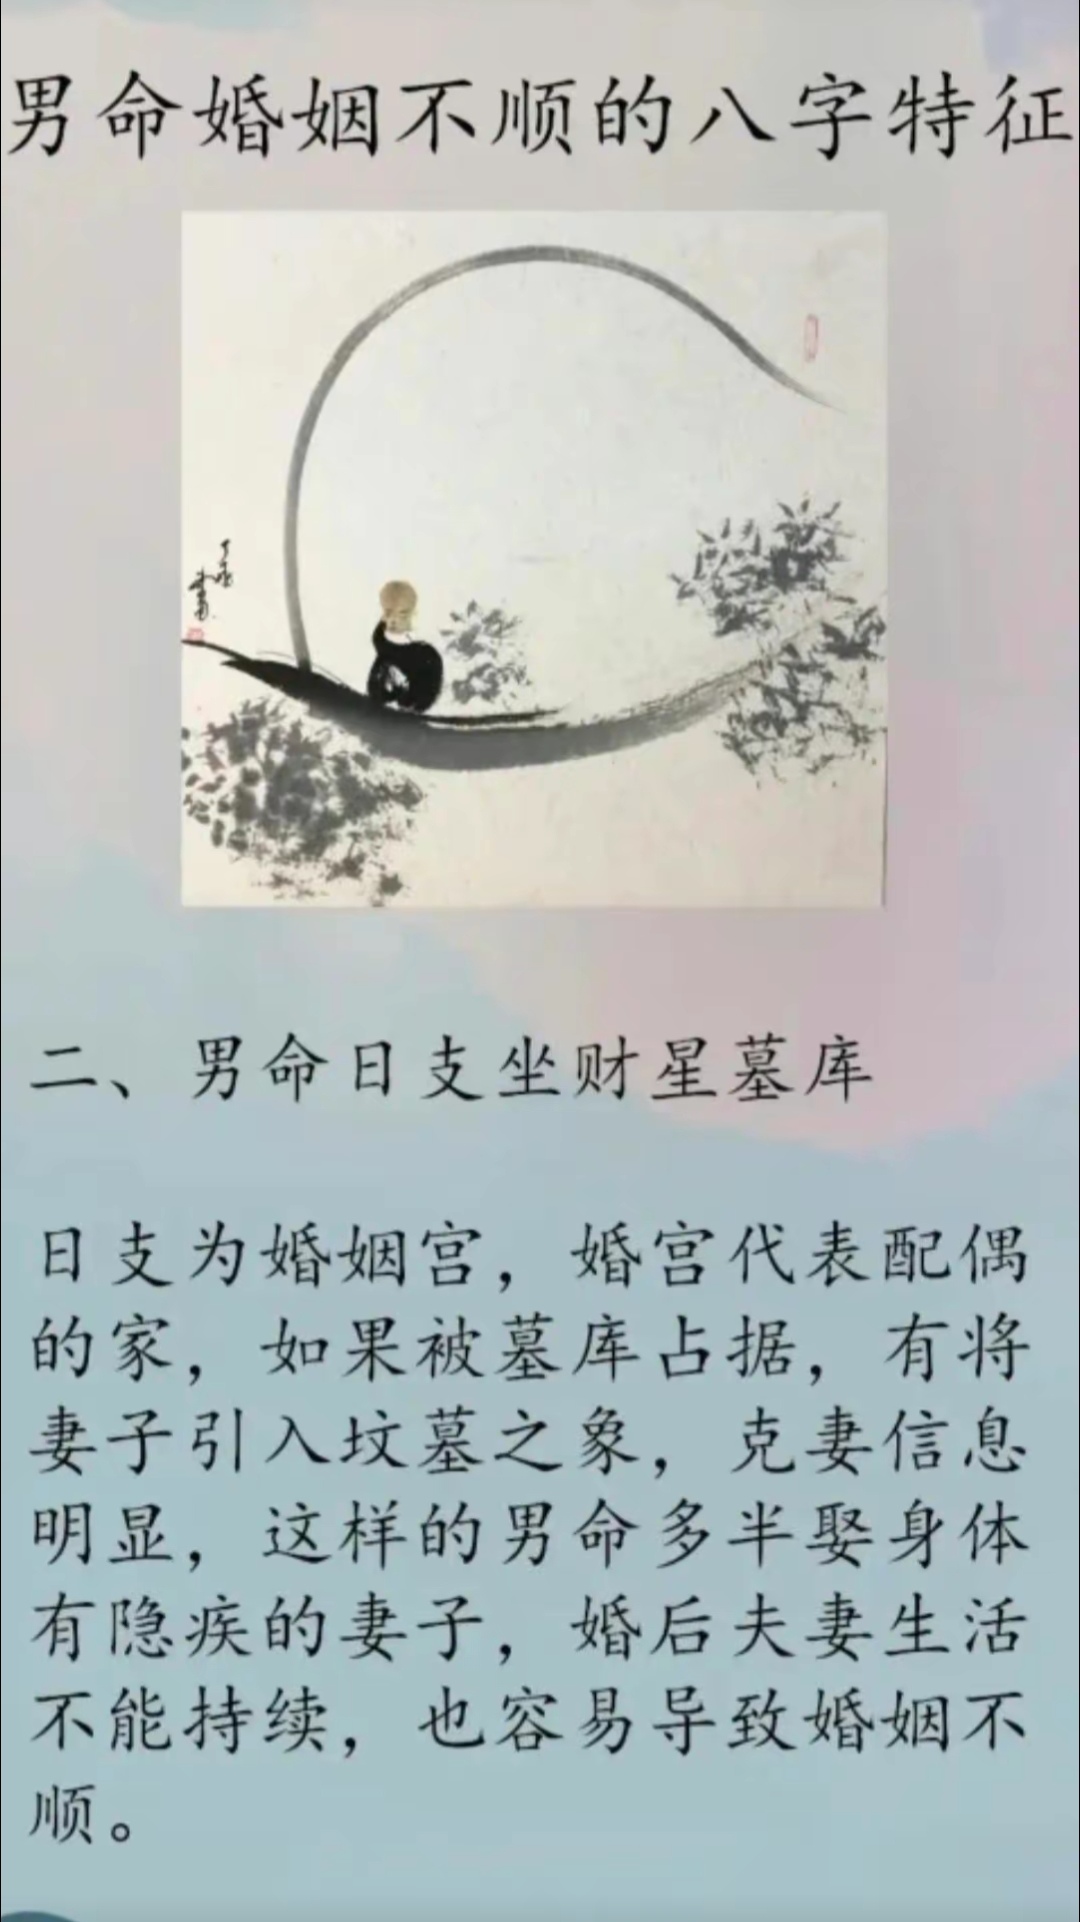 男命婚姻不顺的八字特征
二、男命日支坐财星墓库
日支为婚姻宫，婚宫代表配偶
的家，如果被墓库占据，有将
妻子引入坟墓之象，克妻信息
明显，这样的男命多半娶身体
有隐疾的妻子，婚后夫妻生活
不能持续，也容易导致婚姻不
顺。